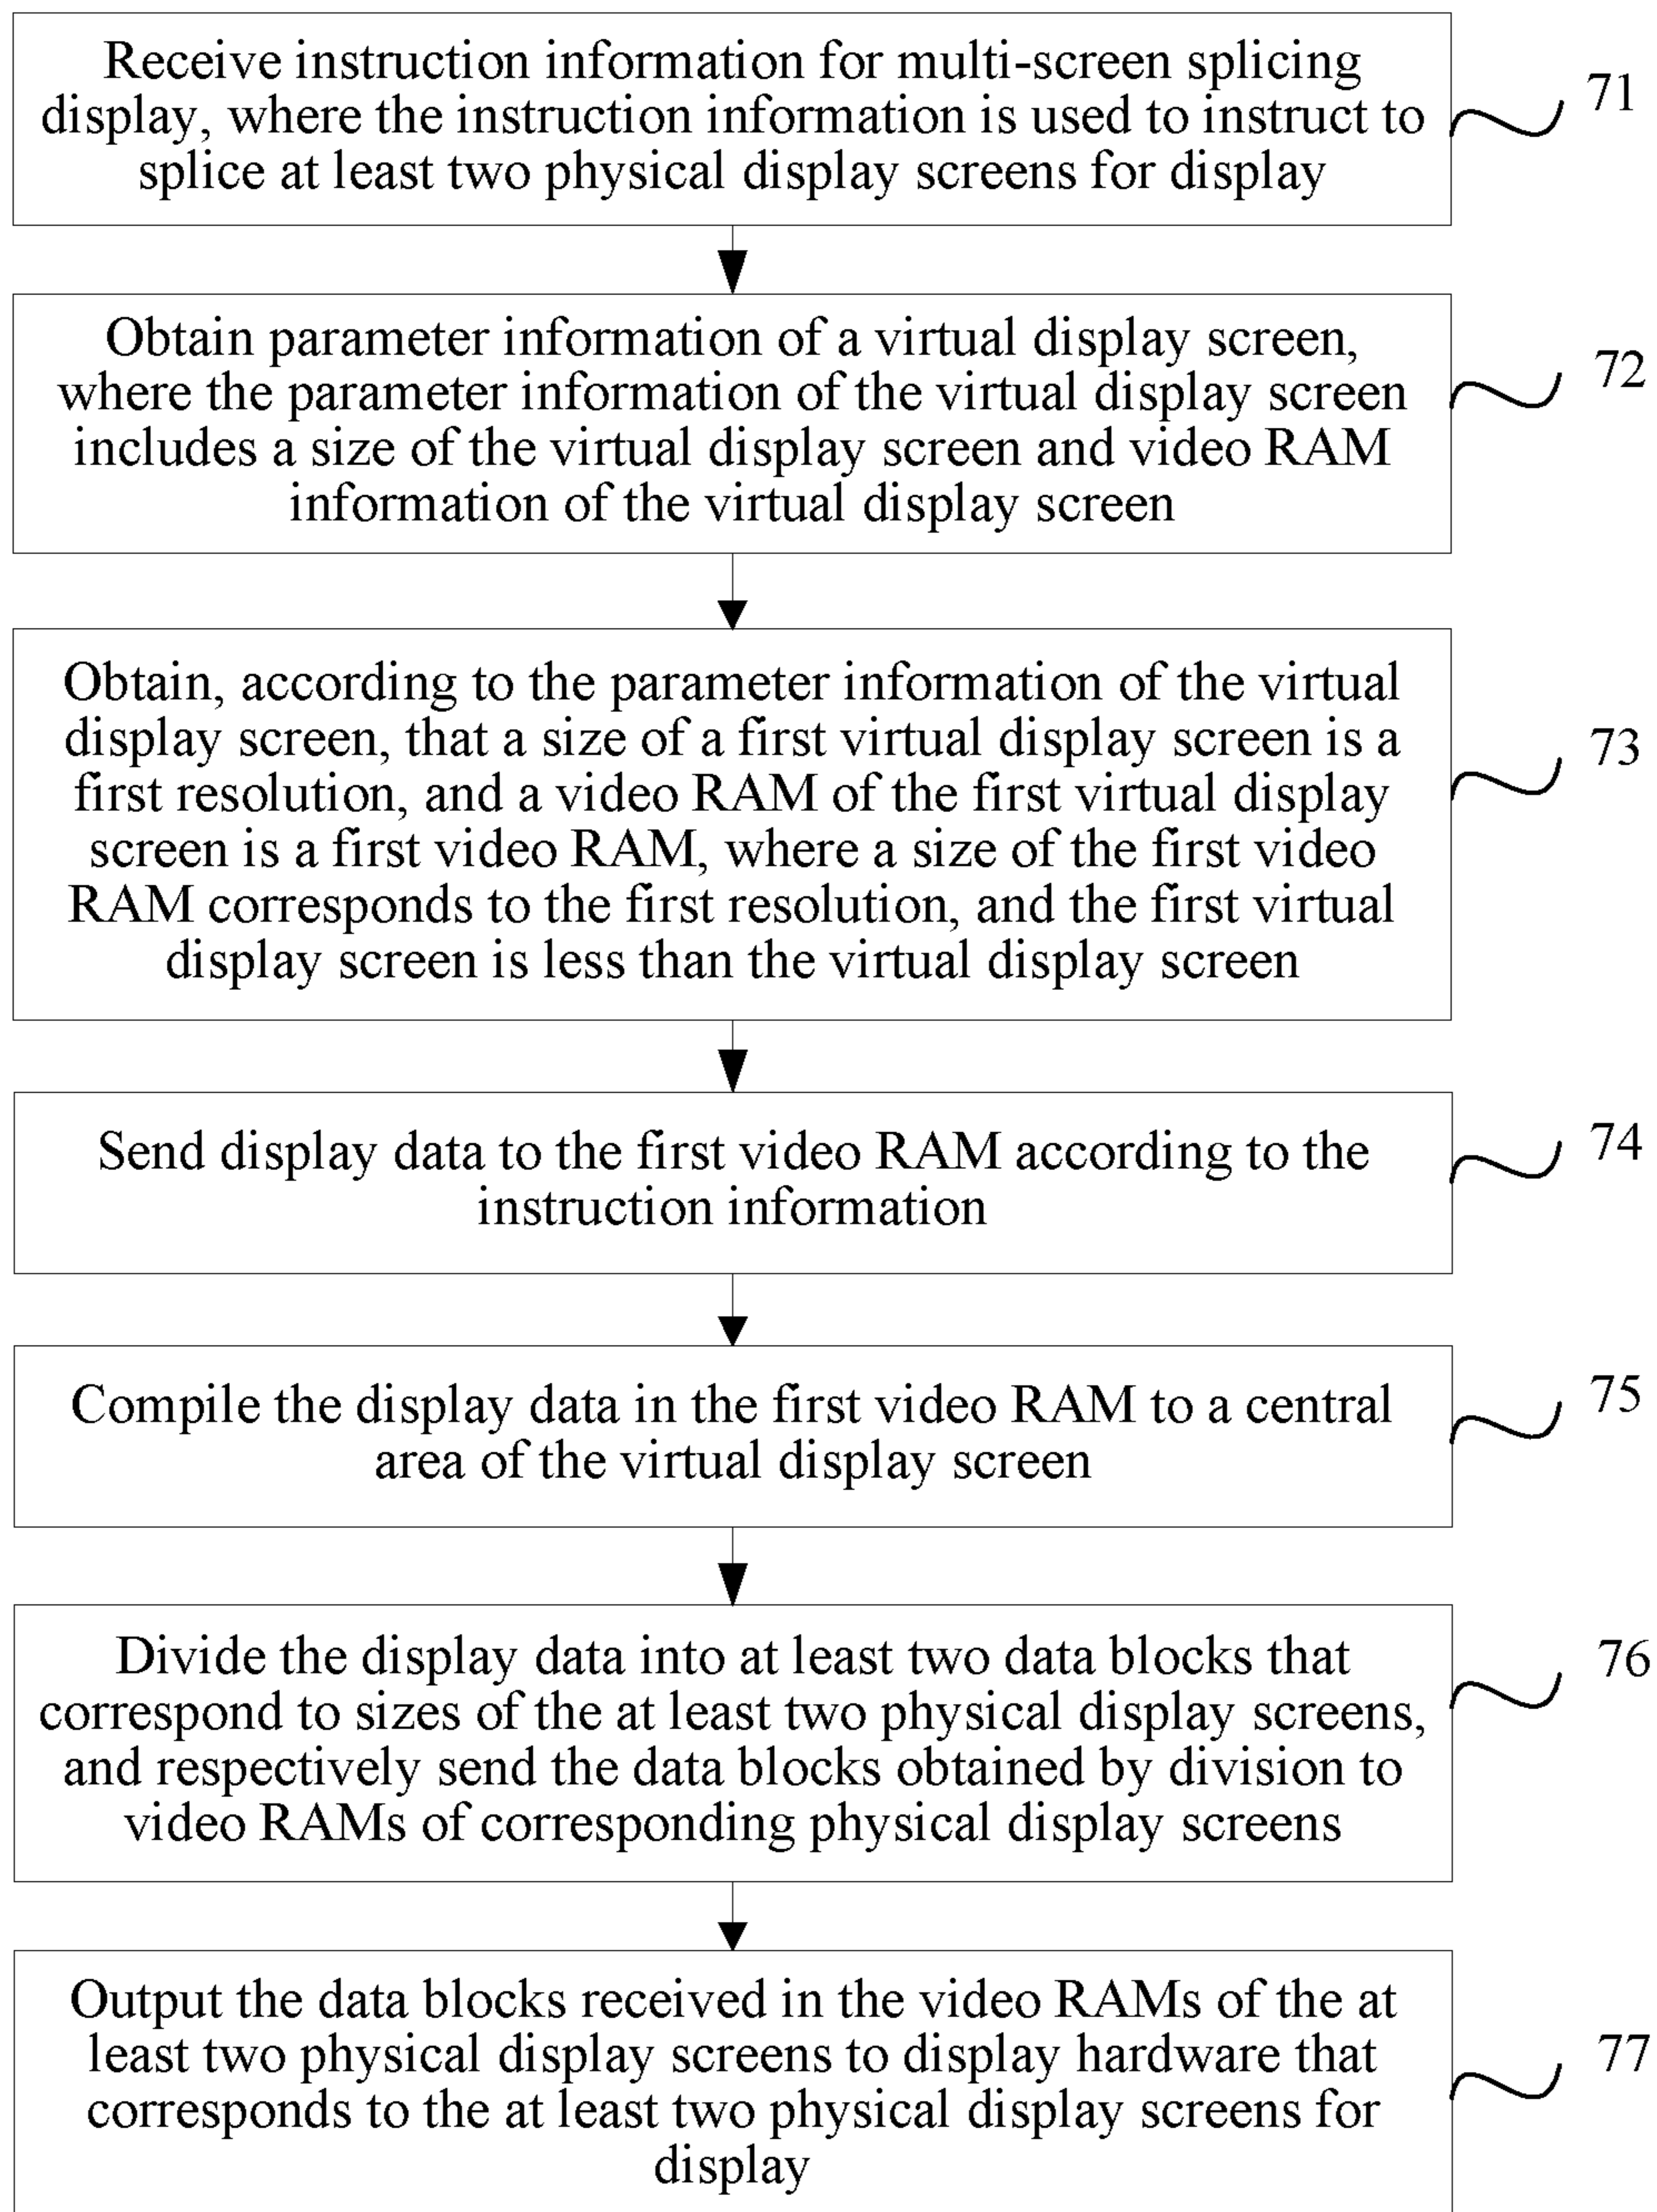 Receive instruction information for multi-screen splicing
display, where the instruction information is used to instruct to
splice at least two physical display screens for display
71
Obtain parameter information of a virtual display screen,
where the parameter information of the virtual display screen
includes a size of the virtual display screen and video RAM
information of the virtual display screen
72
Obtain, according to the parameter information of the virtual
display screen, that a size of a first virtual display screen is a
first resolution, and a video RAM of the first virtual display
screen is a first video RAM, where a size of the first video
RAM corresponds to the first resolution, and the first virtual
display screen is less than the virtual display screen
73
Send display data to the first video RAM according to the
instruction information
74
Compile the display data in the first video RAM to a central
area of the virtual display screen
75
Divide the display data into at least two data blocks that
correspond to sizes of the at least two physical display screens,
and respectively send the data blocks obtained by division to
video RAMs of corresponding physical display screens
76
Output the data blocks received in the video RAMs of the at
least two physical display screens to display hardware that
corresponds to the at least two physical display screens for
display
77